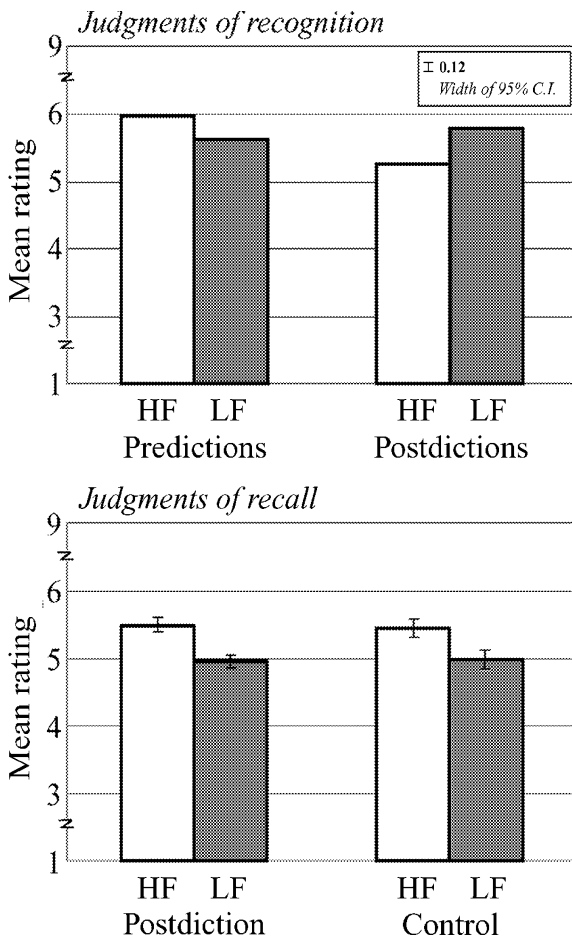 Judgments of recognition
9
0.12
Width of 95% C.I.
6
5
4
3
1
Mean rating
HF LF HF LF
Predictions Postdictions
Judgments of recall
9
6
5
4
3
1
Mean rating
HF LF HF LF
Postdiction Control